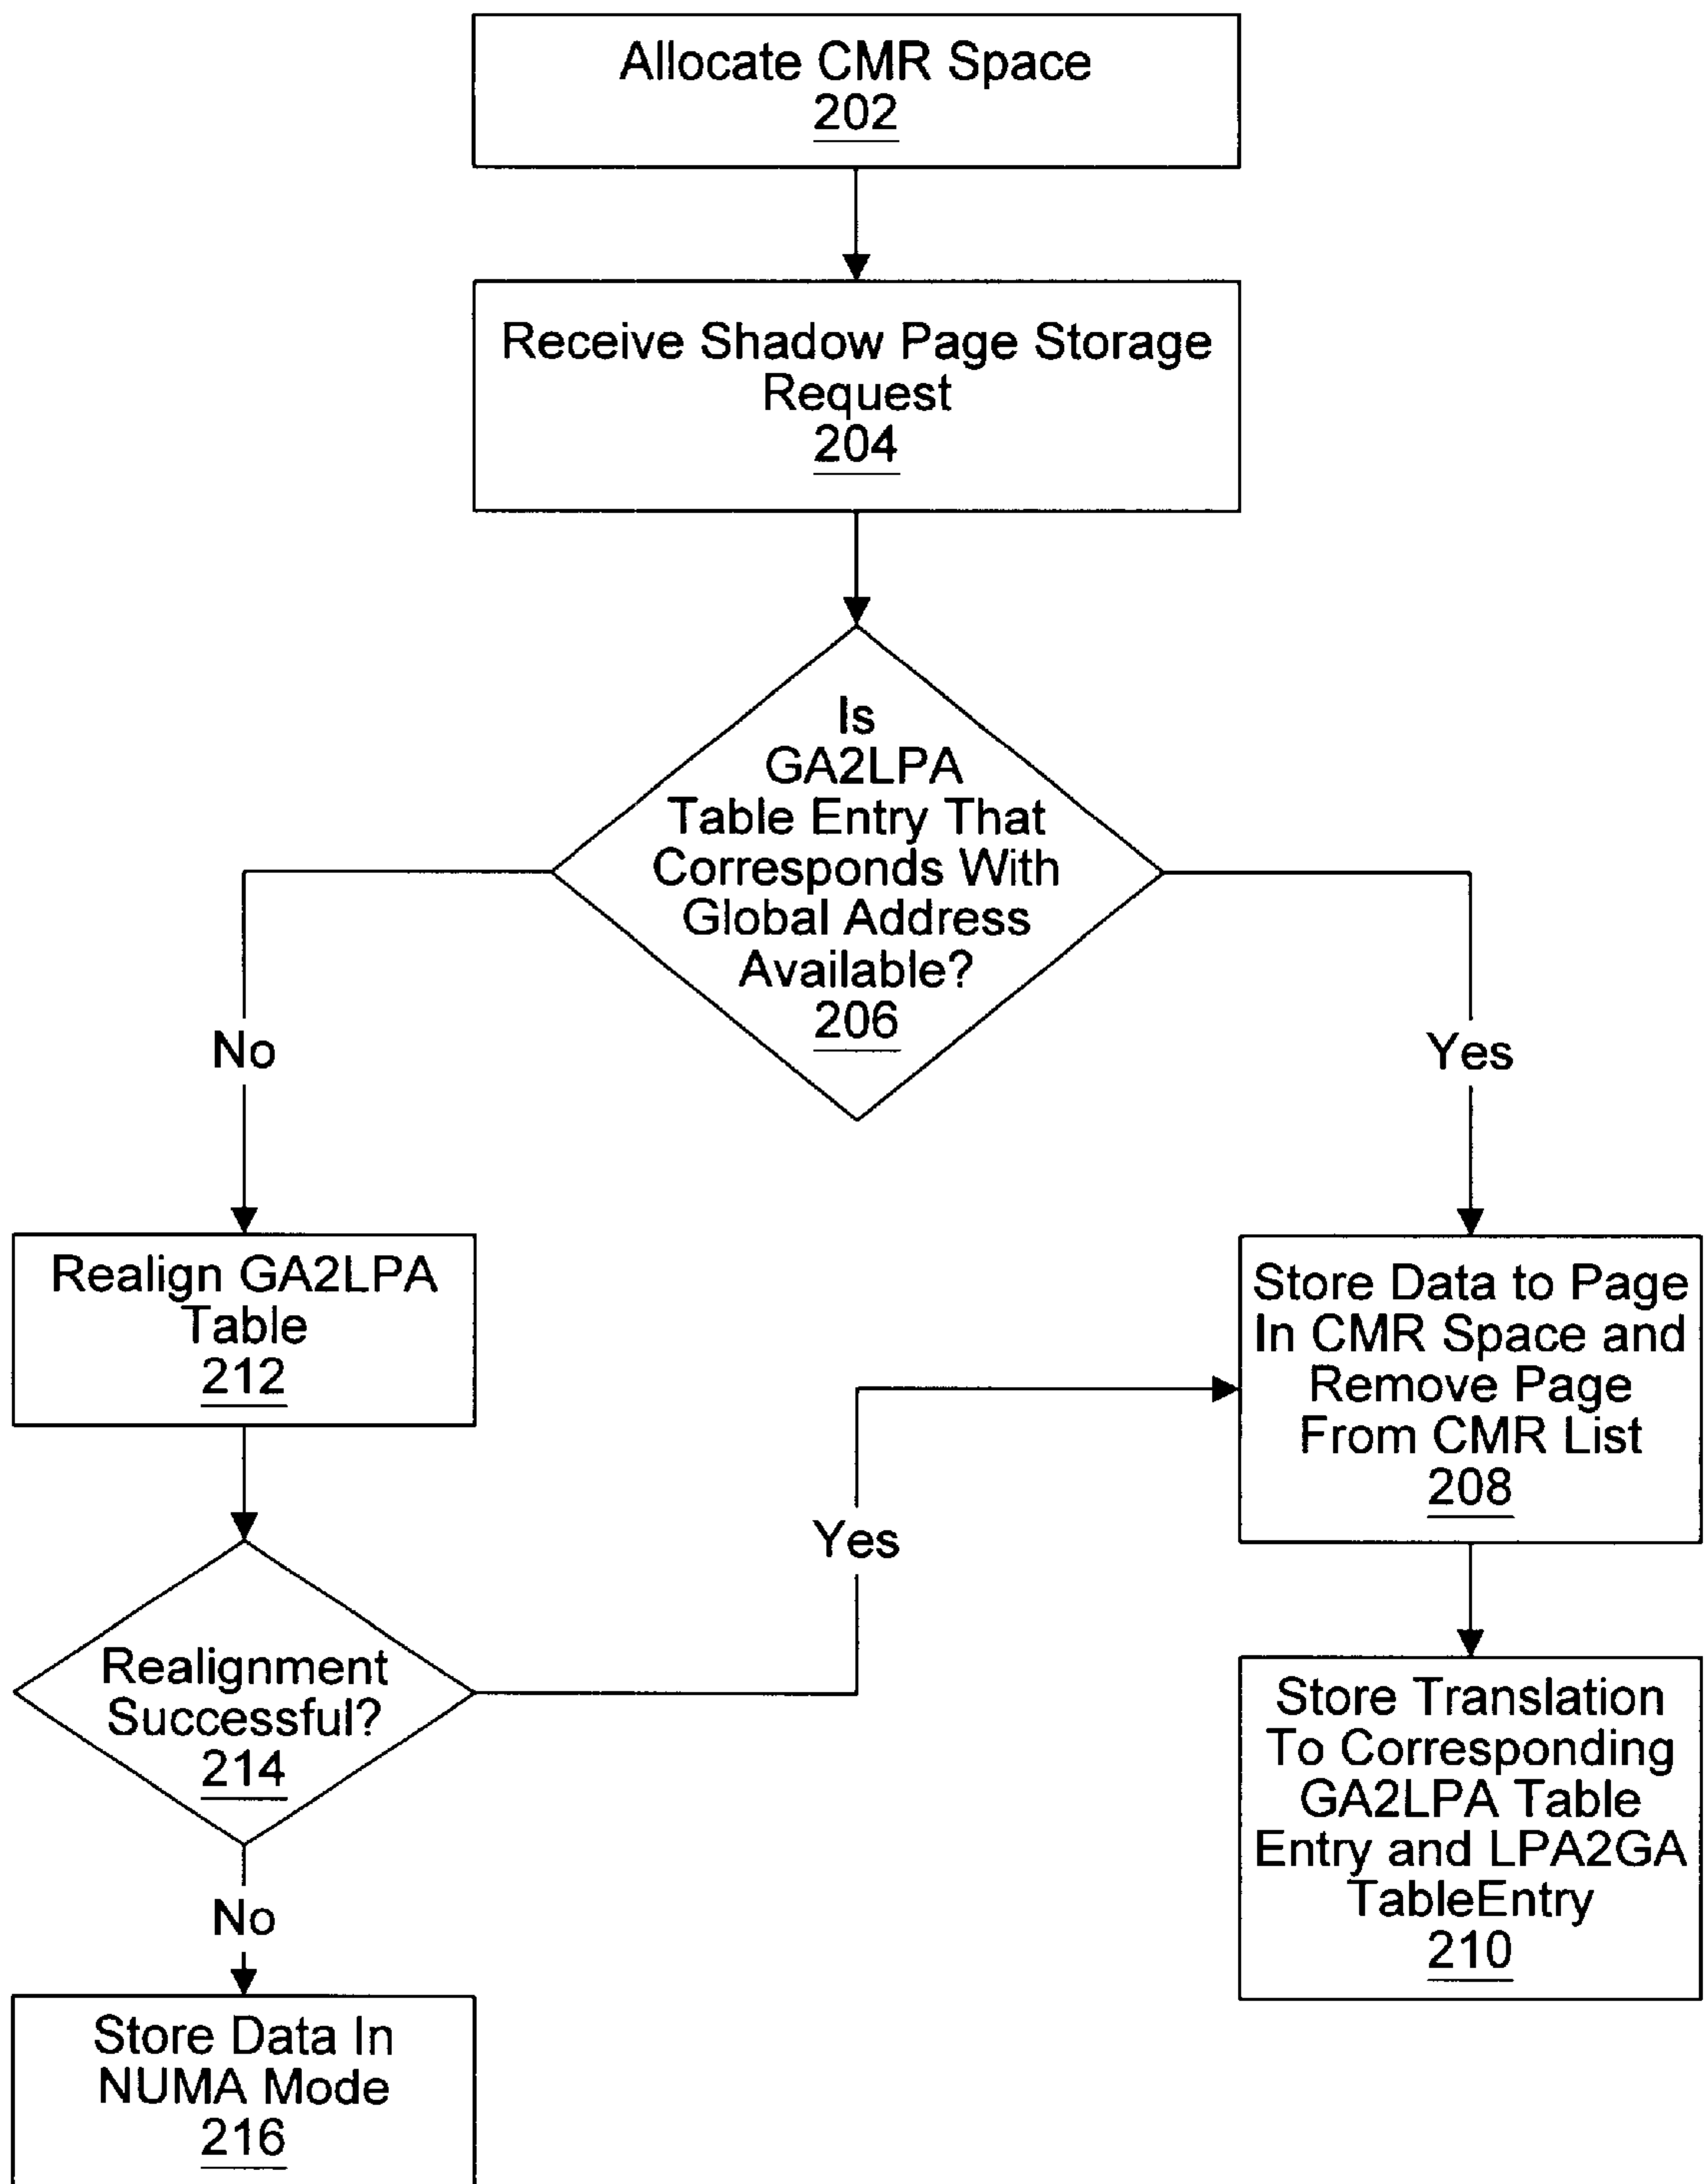 Allocate CMR Space
202
Receive Shadow Page Storage
Request
204
Is
GA2LPA
Table Entry That
Corresponds With
Global Address
Available?
206
No
Yes
Realign GA2LPA
Table
212
Store Data to Page
In CMR Space and
Remove Page
From CMR List
208
Yes
Realignment
Successful?
214
Store Translation
To Corresponding
GA2LPA Table
Entry and LPA2GA
TableEntry
210
No
Store Data In
NUMA Mode
216